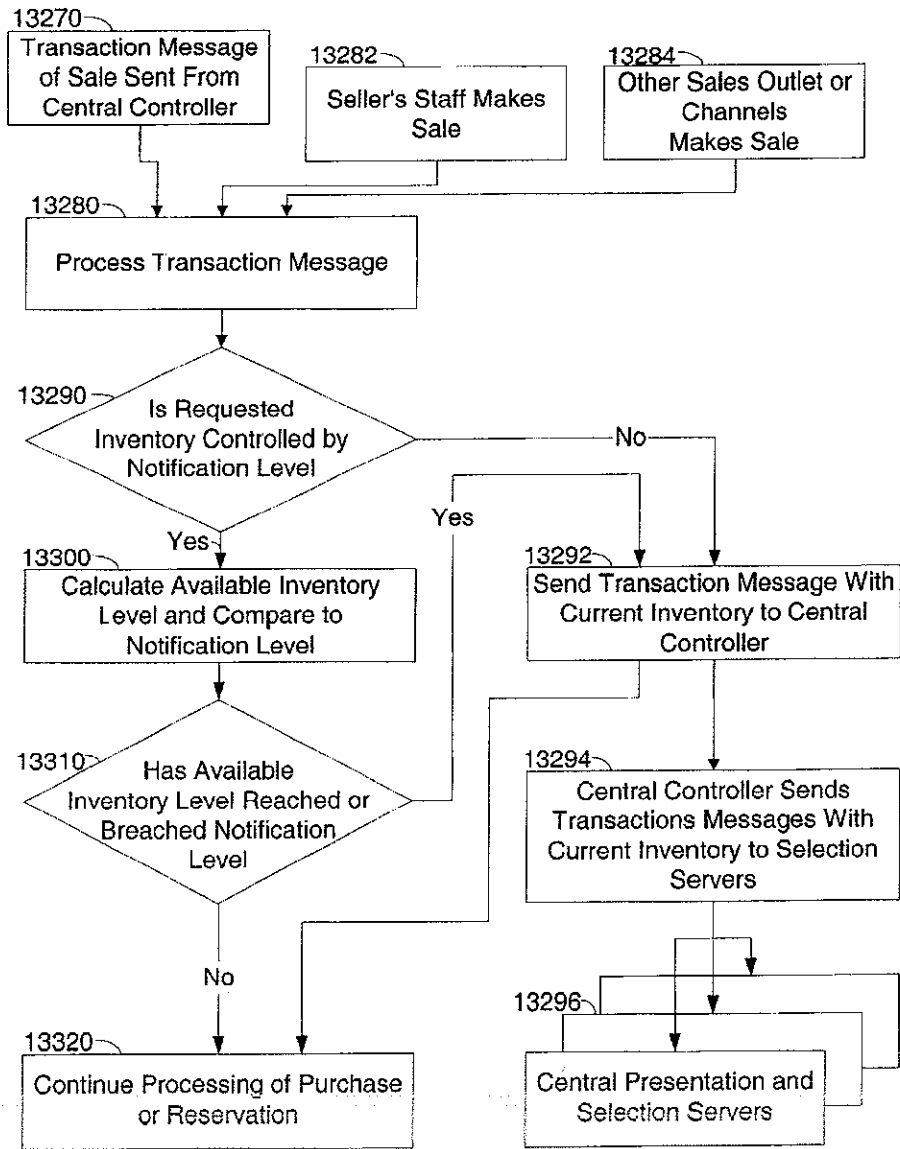 13270
Transaction Message
of Sale Sent From
Central Controller
13282
Seller's Staff Makes
Sale
13284
Other Sales Outlet or
Channels
Makes Sale
13280
Process Transaction Message
13290
Is Requested
Inventory Controlled by
Notification Level
No
Yes
Yes
13300
Calculate Available Inventory
Level and Compare to
Notification Level
13292
Send Transaction Message With
Current Inventory to Central
Controller
13310
Has Available
Inventory Level Reached or
Breached Notification
Level
13294
Central Controller Sends
Transactions Messages With
Current Inventory to Selection
Servers
No
13296
Central Presentation and
Selection Servers
13320
Continue Processing of Purchase
or Reservation